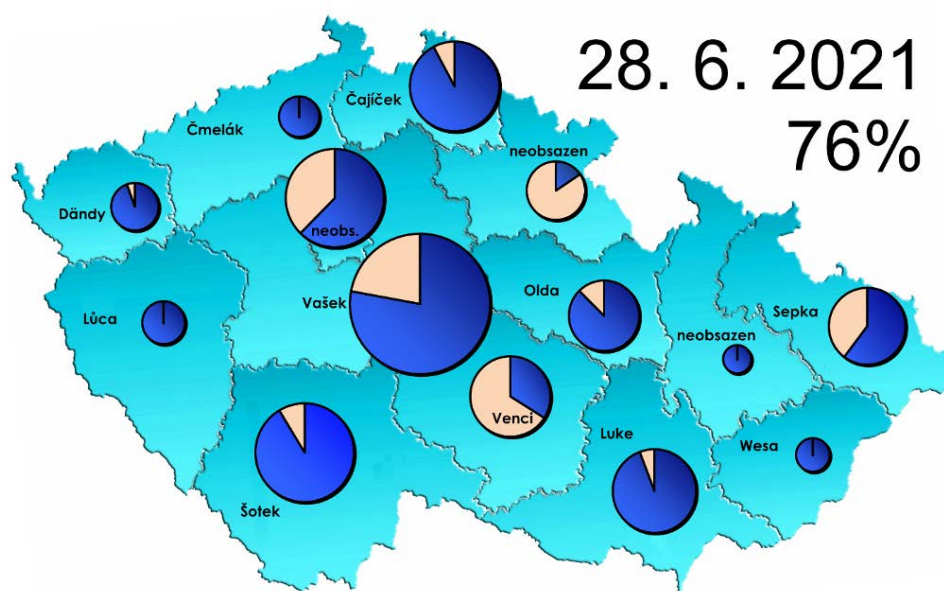 28. 6. 2021
76%
Čajíček
Čmelák
neobsazen
Dändy
neobs.
Vašek
Olda
Lůca
neobsazen
Sepka
Venci
Luke
Wesa
Šotek